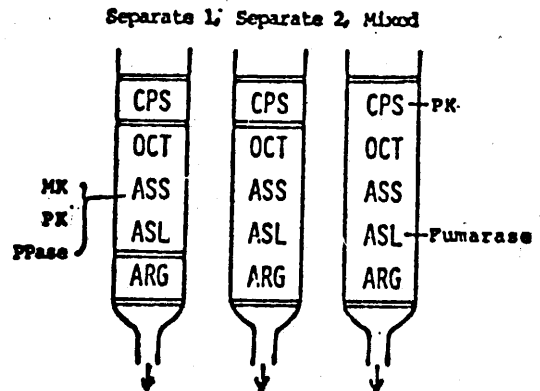 Separate 1, Separate 2, Mixed
CPS CPS CPS PK
OCT OCT OCT
MK ASS ASS ASS
PK
PPase ASL ASL ASL Fumarase
ARG ARG ARG